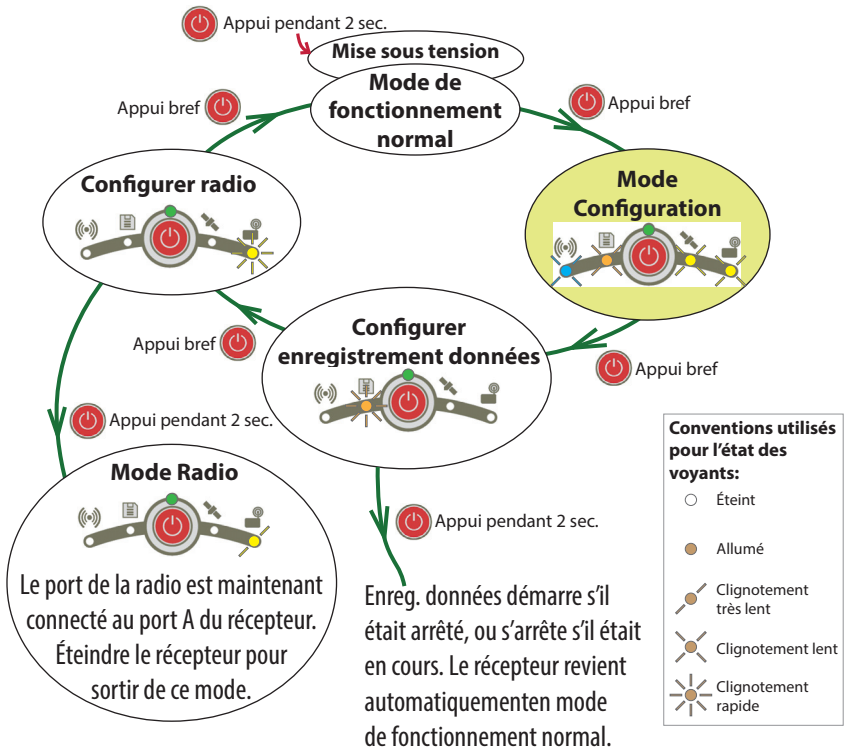 Appui pendant 2 sec.
Mise sous tension
Mode de
fonctionnement
normal
Appui bref
Appui bref
Configurer radio
Mode
Configuration
Configurer
enregistrement données
Appui bref
Appui bref
Appui pendant 2 sec.
Mode Radio
Le port de la radio est maintenant
connecté au port A du récepteur.
Éteindre le récepteur pour
sortir de ce mode.
Appui pendant 2 sec.
Enreg. données démarre s’il
était arrêté, ou s’arrête s’il était
en cours. Le récepteur revient
automatiquementen mode
de fonctionnement normal.
Conventions utilisés
pour l’état des
voyants:
Éteint
Allumé
Clignotement
très lent
Clignotement lent
Clignotement
rapide